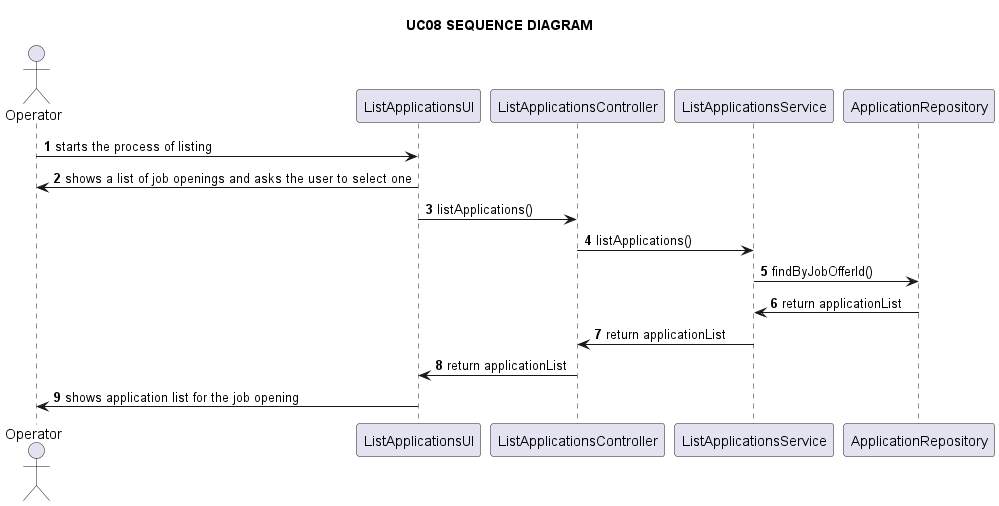 UC08 SEQUENCE DIAGRAM
Operator
ListApplicationsUI
ListApplicationsController
ListApplicationsService
ApplicationRepository
1 starts the process of listing
2 shows a list of job openings and asks the user to select one
3 listApplications()
4 listApplications()
5 findByJobOfferId()
6 return applicationList
7 return applicationList
8 return applicationList
9 shows application list for the job opening
Operator
ListApplicationsUI
ListApplicationsController
ListApplicationsService
ApplicationRepository